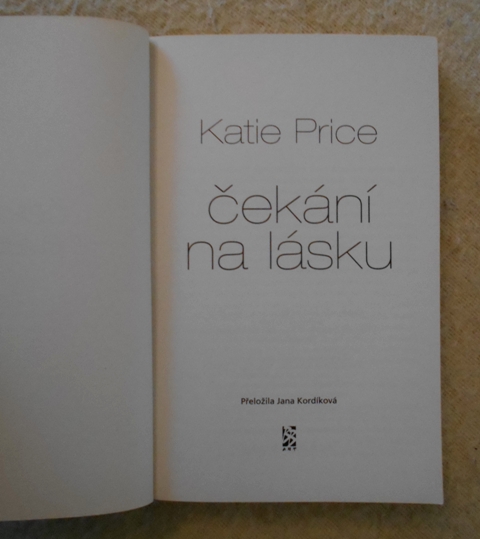 Katie Price
čekání
na lásku
Přeložila Jana Kordíková